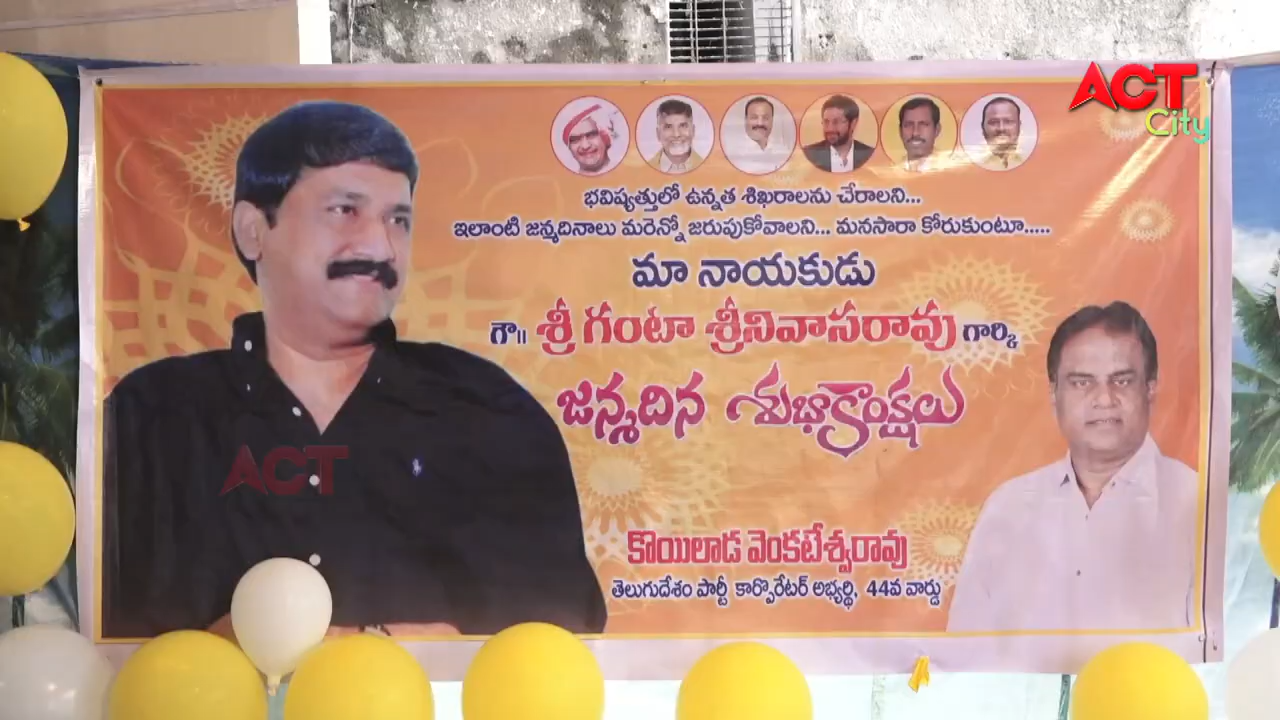 ACT
City
భవిష్యత్తులో ఉన్నత శిఖరాలను చేరాలని...
ఇలాంటి జన్మదినాలు మరెన్నో జరుపుకోవాలని... మనసారా కోరుకుంటూ.....
మా నాయకుడు
గౌ॥ శ్రీ గంటా శ్రీనివాసరావు గార్కి
జన్మదిన శుభాకాంక్షలు
ACT
కొయిలాడ వెంకటేశ్వరావు
తెలుగుదేశం పార్టీ కార్పొరేటర్ అభ్యర్థి, 44వ వార్డు